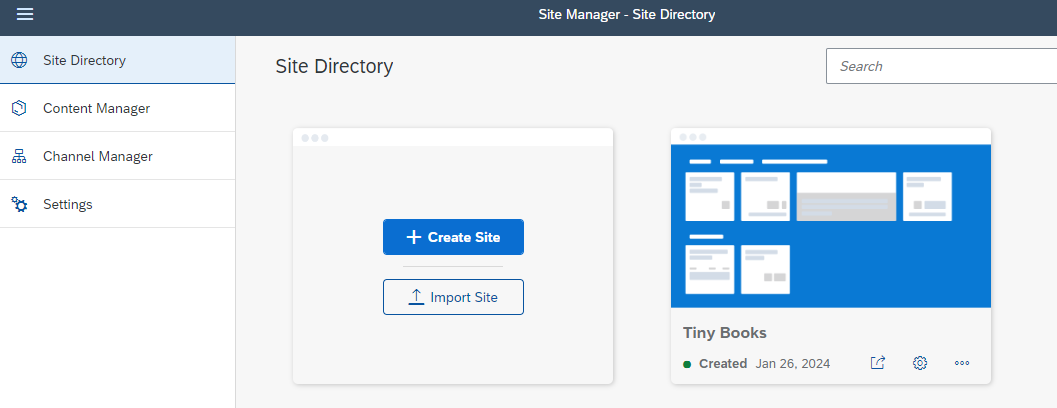 Site Manager - Site Directory
Site Directory
Content Manager
Channel Manager
Settings
Site Directory
Search
Create Site
Import Site
Tiny Books
Created Jan 26, 2024